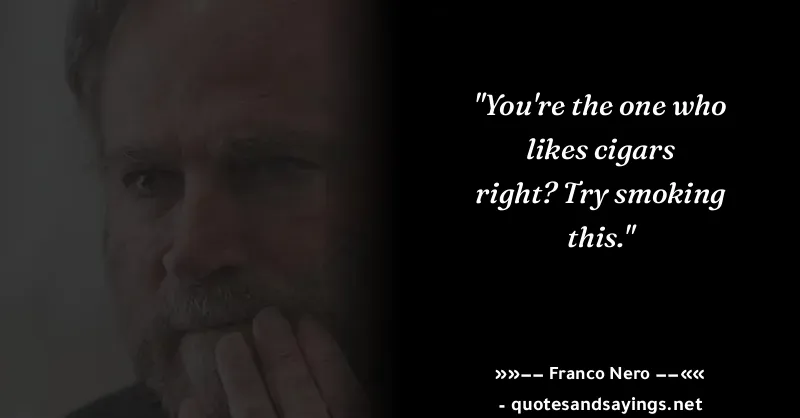 "You're the one who
likes cigars
right? Try smoking
this."
»»–– Franco Nero ––««
- quotesandsayings.net